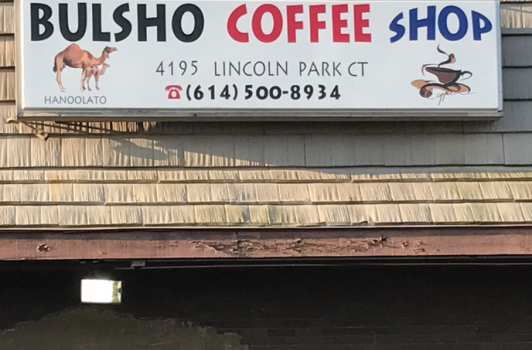 BULSHO COFFEE SHOP
4195 LINCOLN PARK CT
(614) 500-8934
HANOOLATO